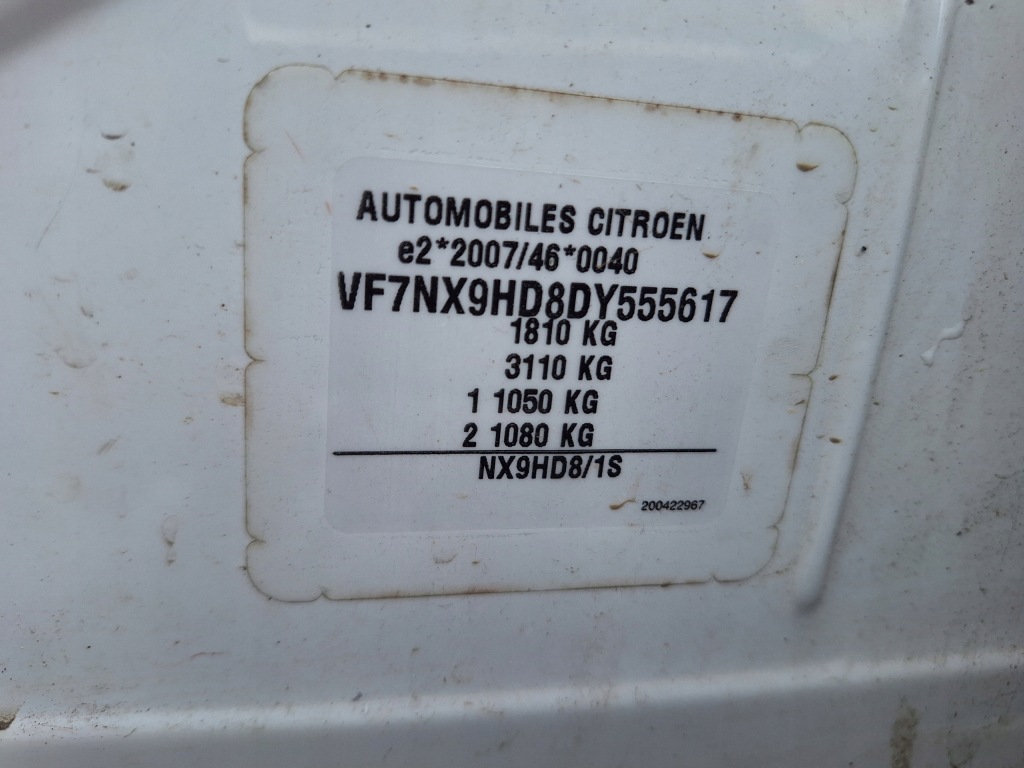 AUTOMOBILES CITROEN
e2*2007/46*0040
VF7NX9HD8DY555617
1810 KG
3110 KG
1 1050 KG
2 1080 KG
NX9HD8/1S
200422967